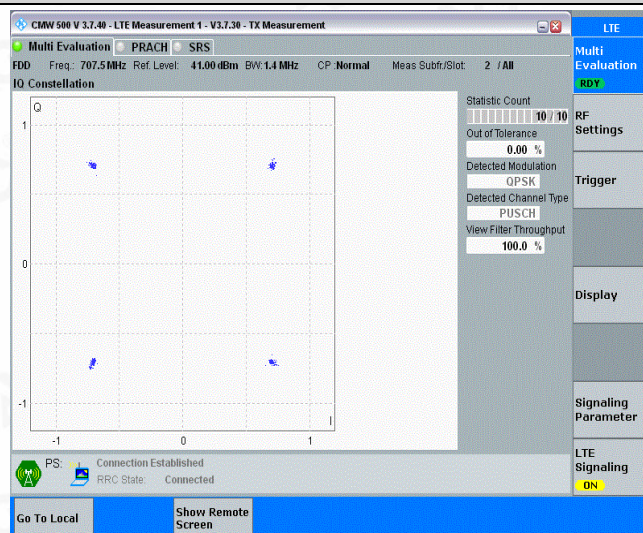 CMW 500 V 3.7.40 - LTE Measurement 1 - V3.7.30 - TX Measurement
LTE
Multi Evaluation PRACH SRS
FDD Freq.: 707.5 MHz Ref. Level: 41.00 dBm BW: 1.4 MHz CP :Normal Meas Subfr./Slot: 2 / All
IQ Constellation
Q
1
0
-1
-1 0 1
I
Statistic Count
10 / 10
Out of Tolerance
0.00 %
Detected Modulation
QPSK
Detected Channel Type
PUSCH
View Filter Throughput
100.0 %
Multi
Evaluation
RDY
RF
Settings
Trigger
Display
Signaling
Parameter
LTE
Signaling
ON
PS: Connection Established
RRC State: Connected
Go To Local
Show Remote
Screen